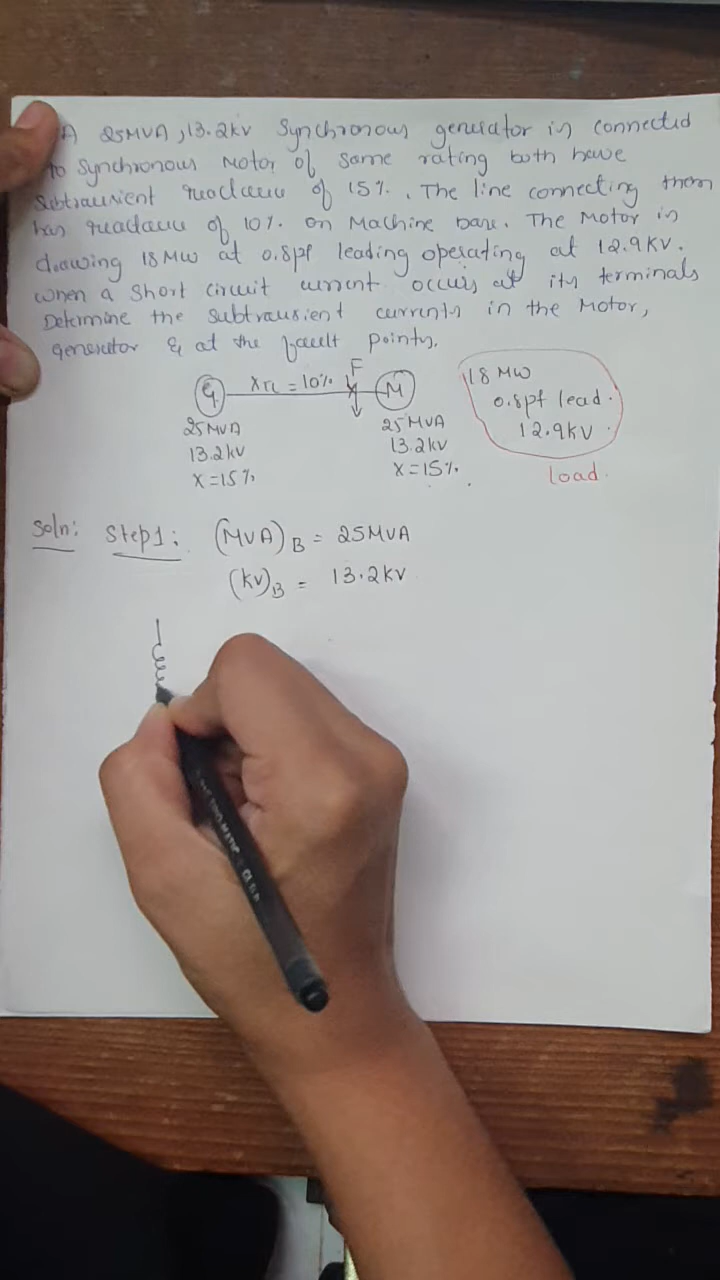 A 25MVA, 13.2kv Synchronous generator is connected
to synchronous Motor of same rating both have
Subtransient reactance of 15%. The line connecting them
has reactance of 10% on Machine base. The Motor is
drawing 18MW at 0.8pf leading operating at 12.9KV.
when a short circuit current occurs at its terminals
Determine the subtransient currents in the Motor,
generator & at the fault points.
F
G XTL = 10% M
25MVA
13.2kv
X=15%
25MVA
13.2kv
X=15%.
18 MW
0.8pf lead.
12.9KV.
load.
Soln: Step1: (MVA)B = 25MVA
(kv)B = 13.2KV